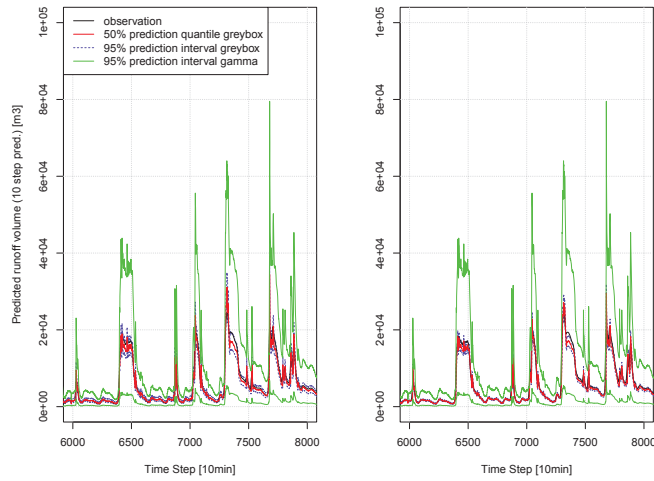 observation
50% prediction quantile greybox
95% prediction interval greybox
95% prediction interval gamma
Predicted runoff volume (10 step pred.) [m3]
1e+05
8e+04
6e+04
4e+04
2e+04
0e+00
6000 6500 7000 7500 8000
Time Step [10min]
1e+05
8e+04
6e+04
4e+04
2e+04
0e+00
6000 6500 7000 7500 8000
Time Step [10min]